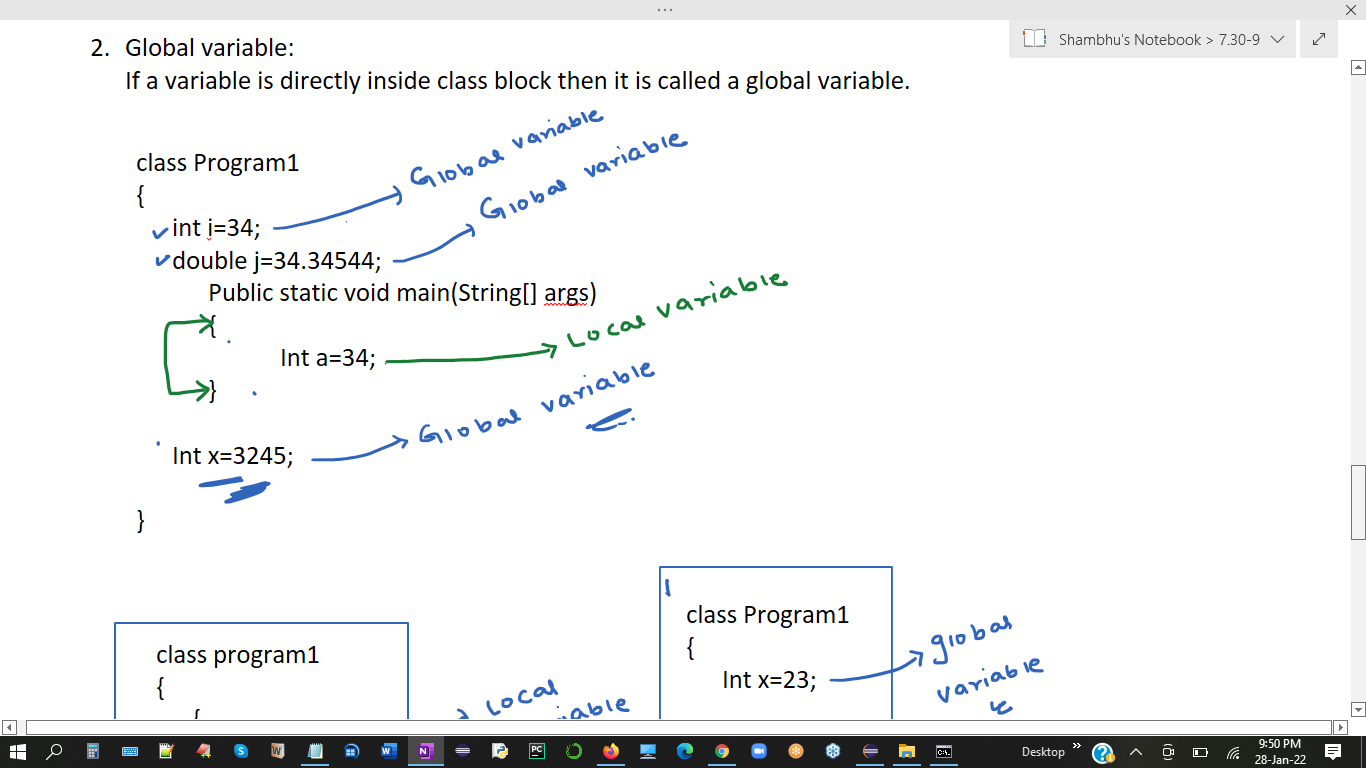 Shambhu's Notebook > 7.30-9
2. Global variable:
If a variable is directly inside class block then it is called a global variable.
class Program1
{
int i=34; Global variable
double j=34.34544; Global variable
Public static void main(String[] args)
{
Int a=34; Local variable
}
Int x=3245; Global variable
}
class program1
{
{
Local
variable
class Program1
{
Int x=23; global
variable
Desktop
9:50 PM
28-Jan-22